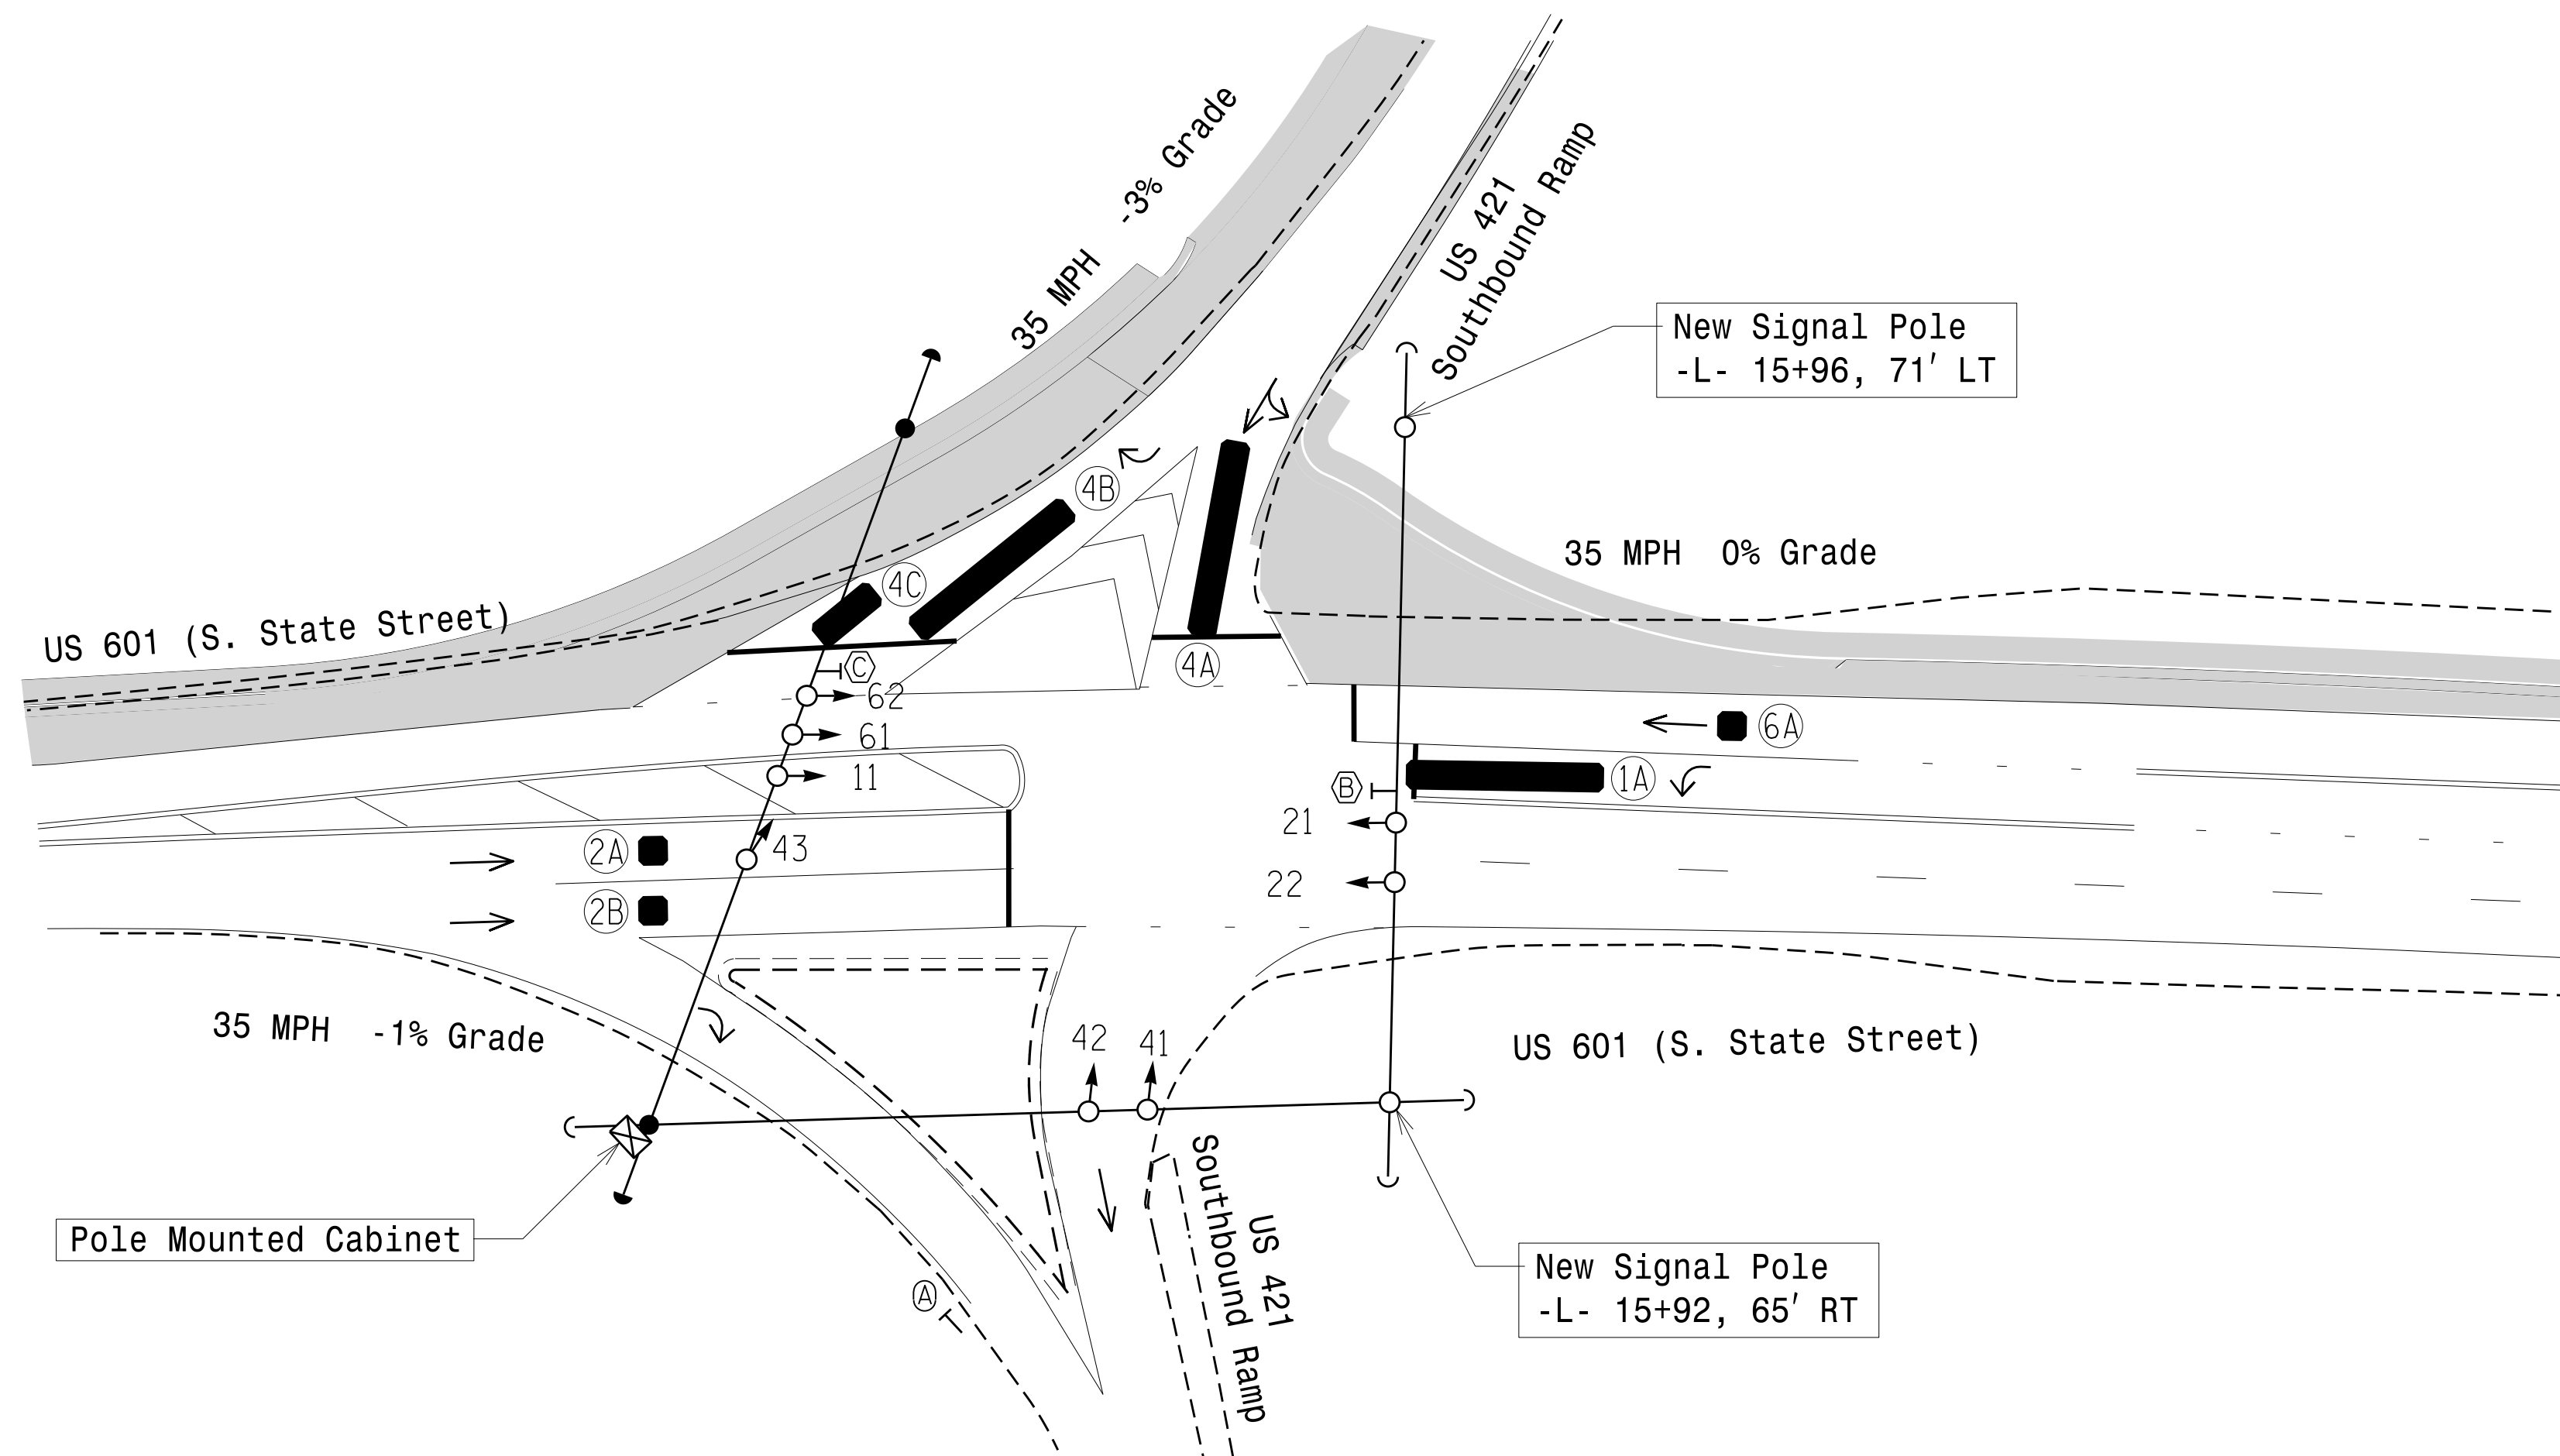 35 MPH  -3% Grade
US 421
Southbound Ramp
New Signal Pole
-L- 15+96, 71' LT
4B
4C
35 MPH  0% Grade
US 601 (S. State Street)
4A
C
62
6A
61
11
1A
B
21
2A
43
22
2B
35 MPH  -1% Grade
42
41
US 601 (S. State Street)
Pole Mounted Cabinet
US 421
Southbound Ramp
New Signal Pole
-L- 15+92, 65' RT
A